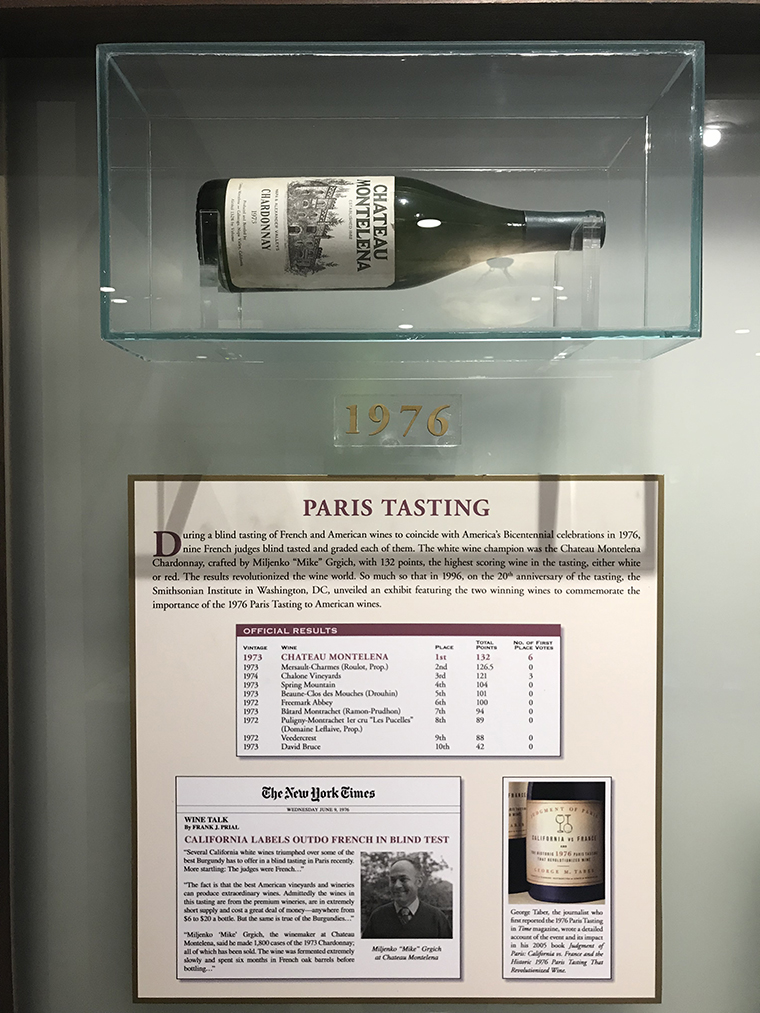 CHATEAU
MONTELENA
NAPA & ALEXANDER VALLEYS
1973
CHARDONNAY
Produced and Bottled by
1976
PARIS TASTING
During a blind tasting of French and American wines to coincide with America's Bicentennial celebrations in 1976,
nine French judges blind tasted and graded each of them. The white wine champion was the Chateau Montelena
Chardonnay, crafted by Miljenko "Mike" Grgich, with 132 points, the highest scoring wine in the tasting, either white
or red. The results revolutionized the wine world. So much so that in 1996, on the 20th anniversary of the tasting, the
Smithsonian Institute in Washington, DC, unveiled an exhibit featuring the two winning wines to commemorate the
importance of the 1976 Paris Tasting to American wines.
OFFICIAL RESULTS
VINTAGE WINE PLACE TOTAL POINTS NO. OF FIRST PLACE VOTES
1973 CHATEAU MONTELENA 1st 132 6
1973 Mersault-Charmes (Roulot, Prop.) 2nd 126.5 0
1974 Chalone Vineyards 3rd 121 3
1973 Spring Mountain 4th 104 0
1973 Beaune-Clos des Mouches (Drouhin) 5th 101 0
1972 Freemark Abbey 6th 100 0
1973 Bâtard Montrachet (Ramon-Prudhon) 7th 94 0
1972 Puligny-Montrachet 1er cru "Les Pucelles" 8th 89 0
(Domaine Leflaive, Prop.)
1972 Veedercrest 9th 88 0
1973 David Bruce 10th 42 0
The New York Times
WEDNESDAY JUNE 9, 1976
WINE TALK
By FRANK J. PRIAL
CALIFORNIA LABELS OUTDO FRENCH IN BLIND TEST
"Several California white wines triumphed over some of the
best Burgundy has to offer in a blind tasting in Paris recently.
More startling: The judges were French..."
"The fact is that the best American vineyards and wineries
can produce extraordinary wines. Admittedly the wines in
this tasting are from the premium wineries, are in extremely
short supply and cost a great deal of money—anywhere from
$6 to $20 a bottle. But the same is true of the Burgundies..."
"Miljenko 'Mike' Grgich, the winemaker at Chateau
Montelena, said he made 1,800 cases of the 1973 Chardonnay;
all of which has been sold. The wine was fermented extremely
slowly and spent six months in French oak barrels before
bottling..."
Miljenko "Mike" Grgich
at Chateau Montelena
JUDGMENT OF PARIS
CALIFORNIA vs. FRANCE
AND
THE HISTORIC 1976 PARIS TASTING
THAT REVOLUTIONIZED WINE
GEORGE M. TABER
George Taber, the journalist who
first reported the 1976 Paris Tasting
in Time magazine, wrote a detailed
account of the event and its impact
in his 2005 book Judgment of
Paris: California vs. France and the
Historic 1976 Paris Tasting That
Revolutionized Wine.